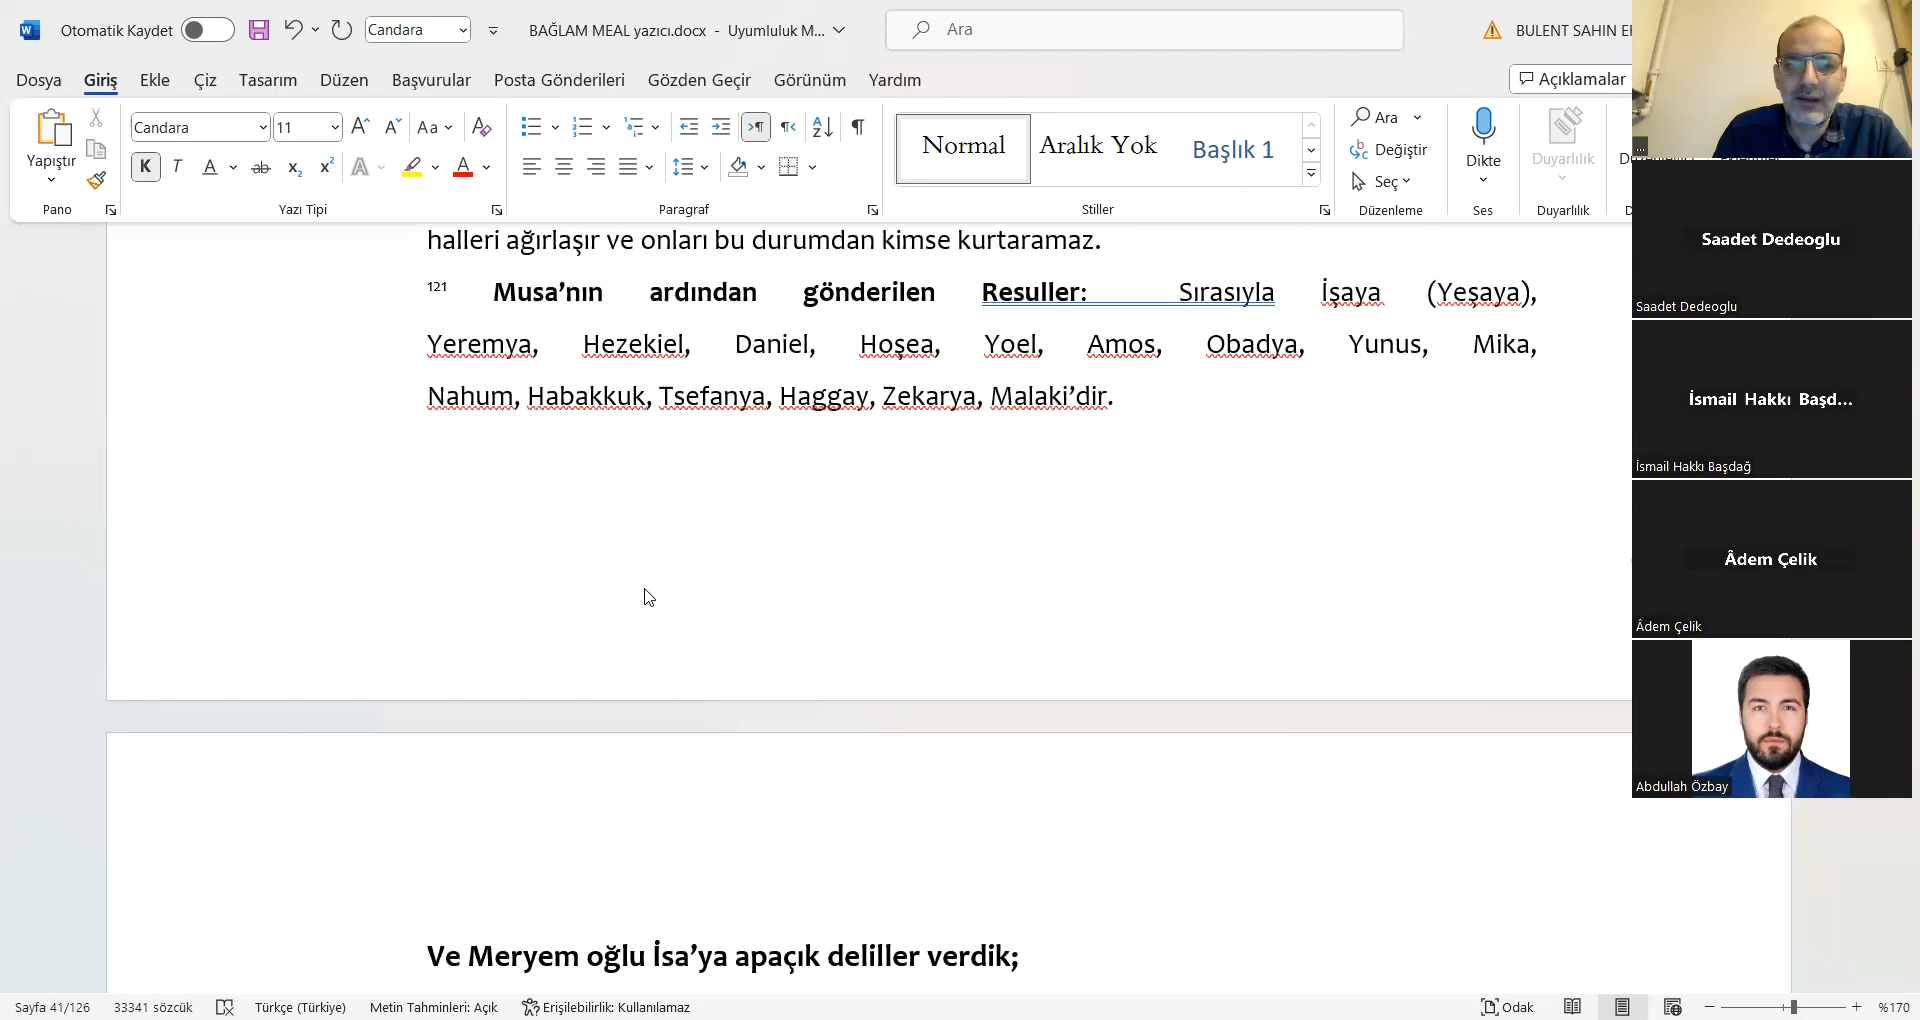 Otomatik Kaydet
Candara
BAĞLAM MEAL yazıcı.docx - Uyumluluk M...
Ara
BULENT SAHIN
Dosya
Giriş
Ekle
Çiz
Tasarım
Düzen
Başvurular
Posta Gönderileri
Gözden Geçir
Görünüm
Yardım
Açıklamalar
Yapıştır
Pano
Candara
11
Aa
K
T
A
ab
Yazı Tipi
Paragraf
Normal
Aralık Yok
Başlık 1
Stiller
Ara
Değiştir
Seç
Düzenleme
Dikte
Ses
Duyarlılık
Duyarlılık
halleri ağırlaşır ve onları bu durumdan kimse kurtaramaz.
121 Musa’nın ardından gönderilen Resuller: Sırasıyla İşaya (Yeşaya),
Yeremya, Hezekiel, Daniel, Hoşea, Yoel, Amos, Obadya, Yunus, Mika,
Nahum, Habakkuk, Tsefanya, Haggay, Zekarya, Malaki’dir.
Ve Meryem oğlu İsa’ya apaçık deliller verdik;
Saadet Dedeoglu
Saadet Dedeoglu
İsmail Hakkı Başd...
İsmail Hakkı Başdağ
Âdem Çelik
Âdem Çelik
Abdullah Özbay
Sayfa 41/126
33341 sözcük
Türkçe (Türkiye)
Metin Tahminleri: Açık
Erişilebilirlik: Kullanılamaz
Odak
%170